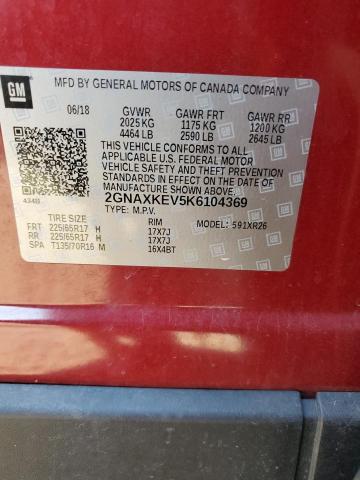 GM
MFD BY GENERAL MOTORS OF CANADA COMPANY
06/18 GVWR GAWR FRT GAWR RR
2025 KG 1175 KG 1200 KG
4464 LB 2590 LB 2645 LB
THIS VEHICLE CONFORMS TO ALL
APPLICABLE U.S. FEDERAL MOTOR
VEHICLE SAFETY AND THEFT
PREVENTION STANDARDS IN EFFECT ON
THE DATE OF MANUFACTURE SHOWN ABOVE.
434B 2GNAXKEV5K6104369
TYPE: M.P.V.
TIRE SIZE RIM MODEL: 591XR26
FRT 225/65R17 H 17X7J
RR 225/65R17 H 17X7J
SPA T135/70R16 M 16X4BT